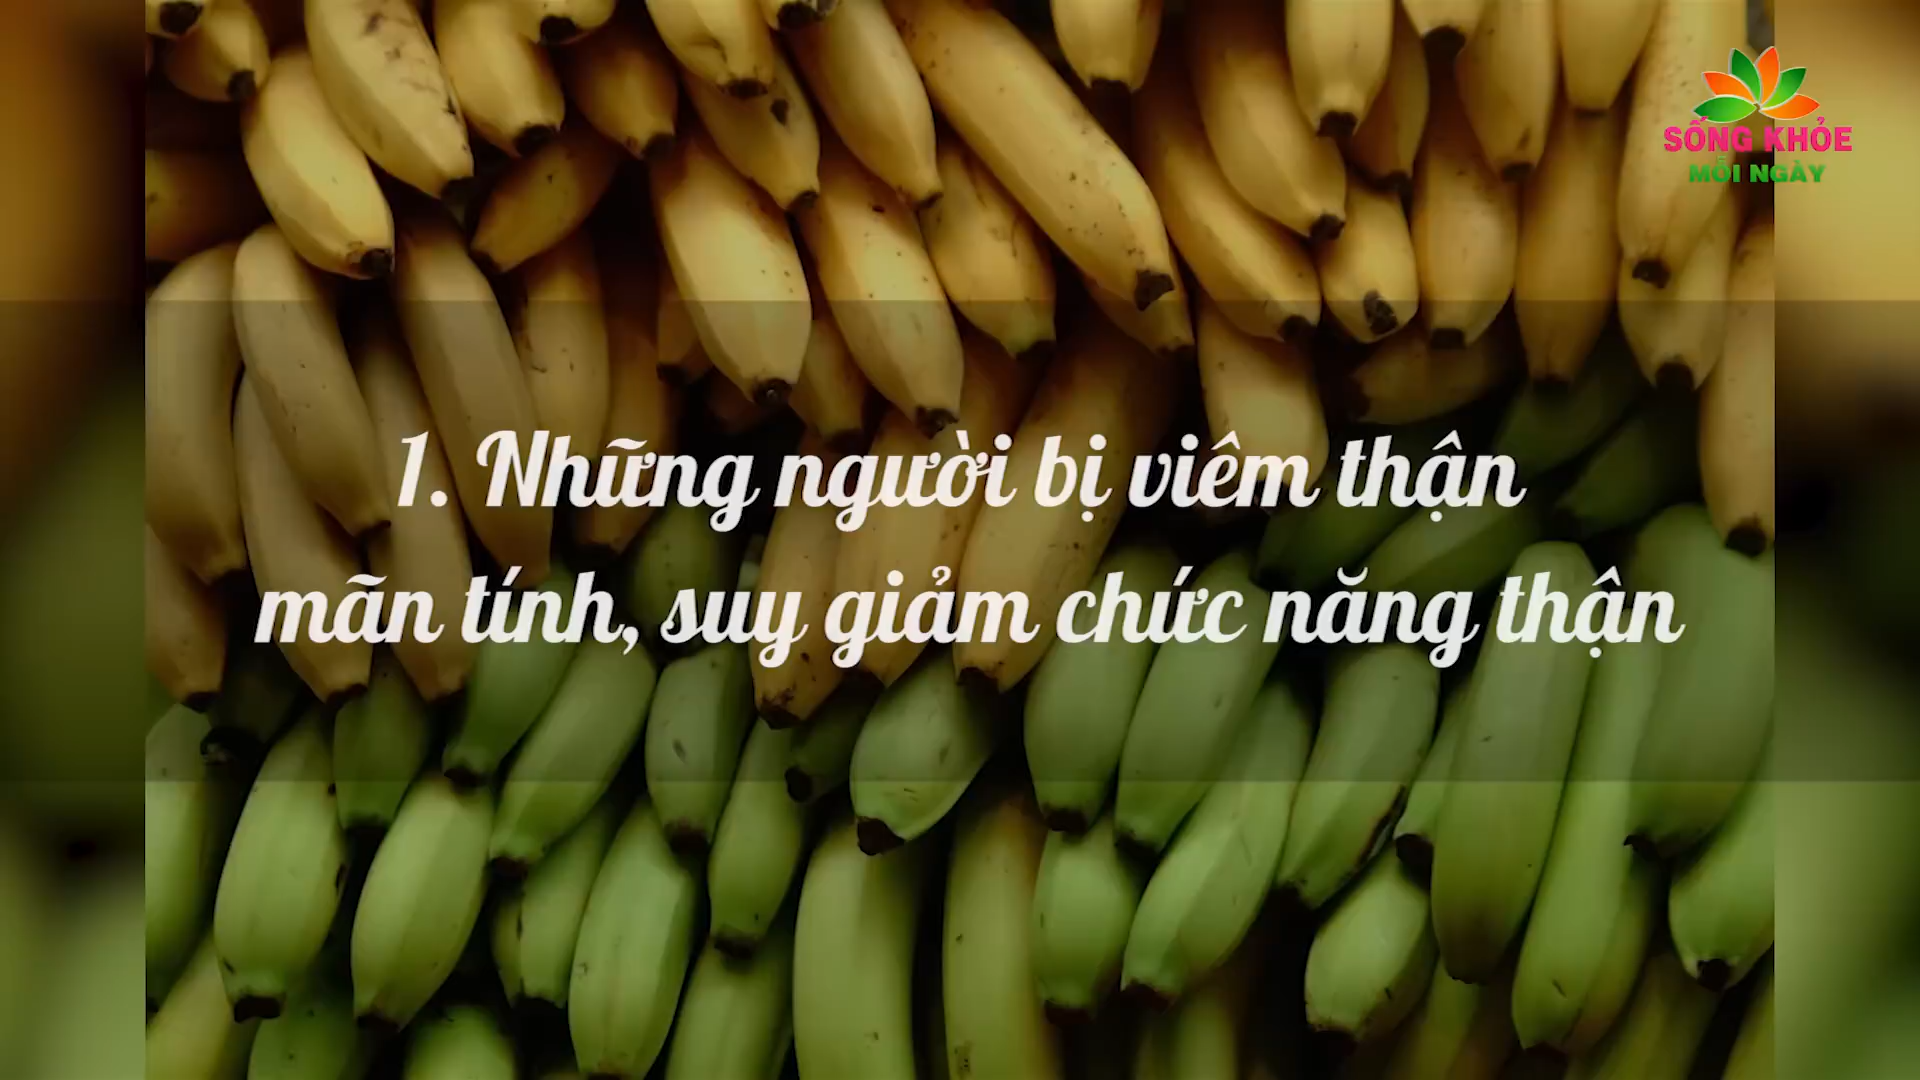 SỐNG KHỎE
MỖI NGÀY
1. Những người bị viêm thận
mãn tính, suy giảm chức năng thận